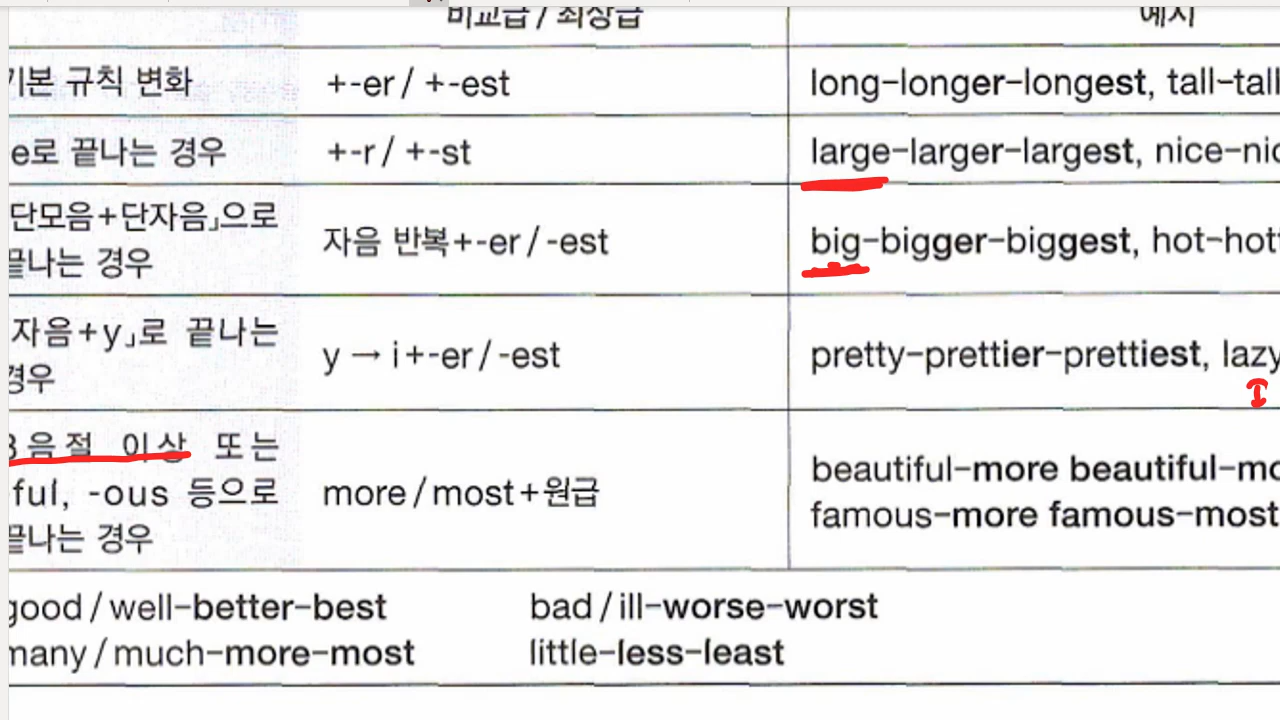 비교급 / 최상급 예시
기본 규칙 변화 +-er / +-est long-longer-longest, tall-tall
e로 끝나는 경우 +-r / +-st large-larger-largest, nice-nic
단모음+단자음」으로
끝나는 경우 자음 반복+-er / -est big-bigger-biggest, hot-hott
자음+y」로 끝나는
경우 y → i+-er / -est pretty-prettier-prettiest, lazy
3음절 이상 또는
ful, -ous 등으로 more / most+원급 beautiful-more beautiful-mo
끝나는 경우 famous-more famous-most
good / well-better-best bad / ill-worse-worst
many / much-more-most little-less-least